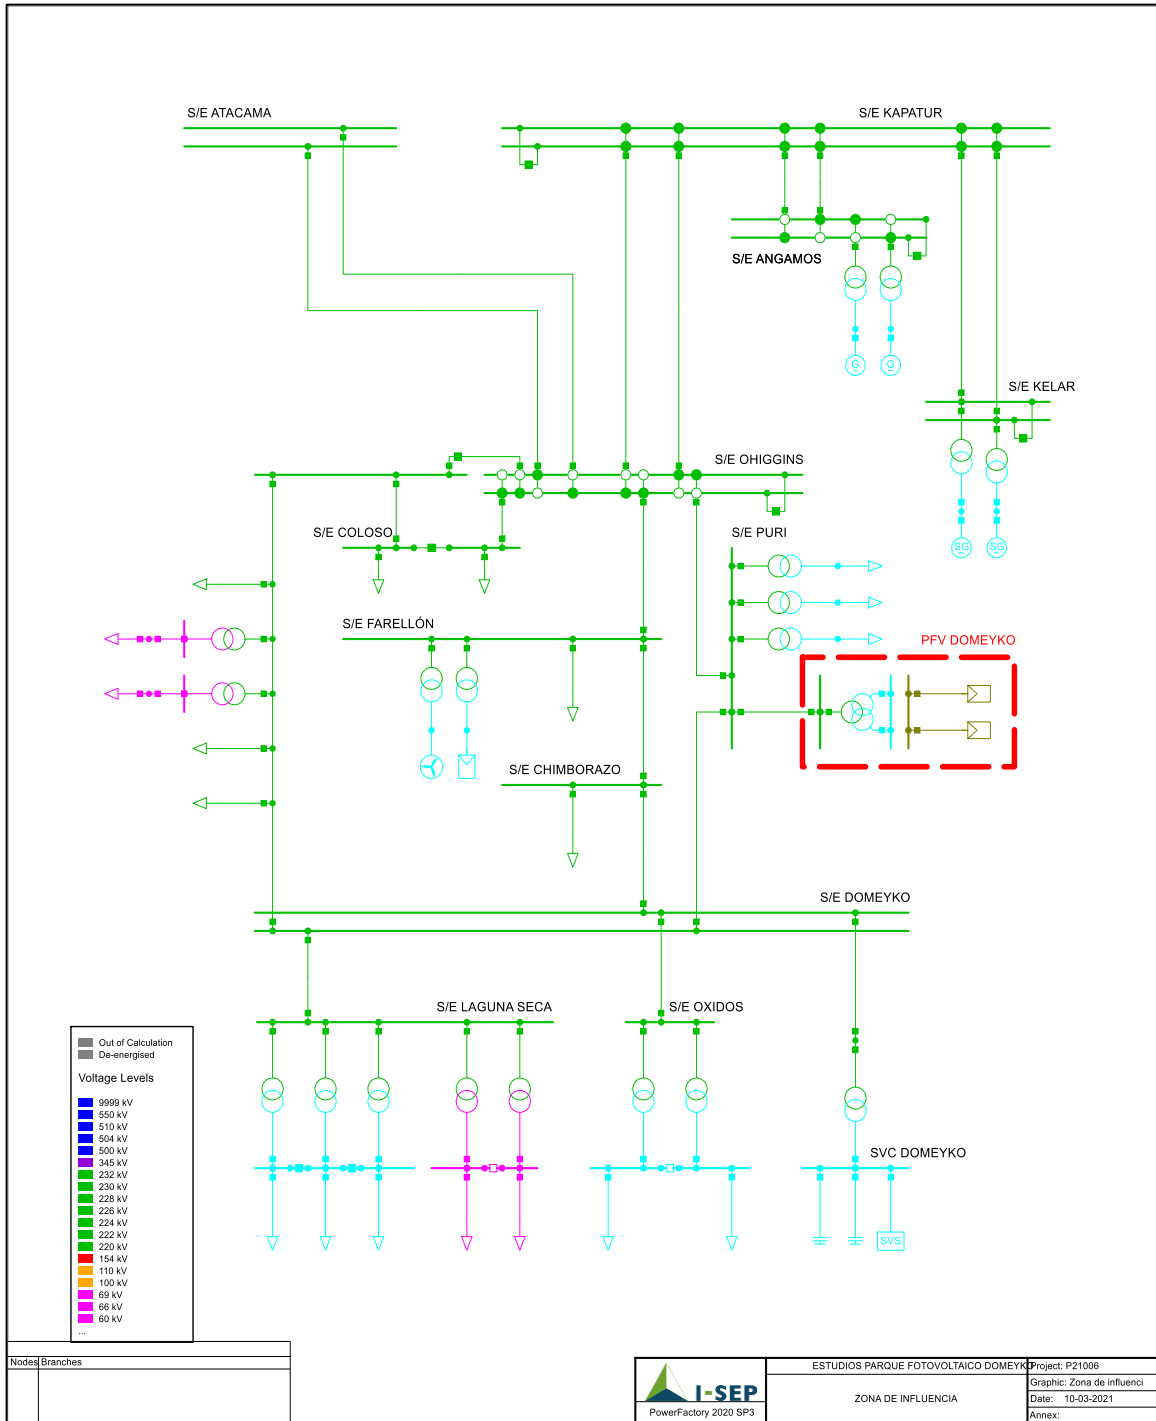 S/E ATACAMA
S/E KAPATUR
S/E ANGAMOS
G
G
S/E KELAR
S/E OHIGGINS
S/E COLOSO
S/E PURI
SG
SG
S/E FARELLÓN
PFV DOMEYKO
S/E CHIMBORAZO
S/E DOMEYKO
S/E LAGUNA SECA
S/E OXIDOS
SVC DOMEYKO
SVS
Out of Calculation
De-energised
Voltage Levels
9999 kV
550 kV
510 kV
504 kV
500 kV
345 kV
232 kV
230 kV
228 kV
226 kV
224 kV
222 kV
220 kV
154 kV
110 kV
100 kV
69 kV
66 kV
60 kV
...
Nodes Branches
I-SEP
PowerFactory 2020 SP3
ESTUDIOS PARQUE FOTOVOLTAICO DOMEYKO
ZONA DE INFLUENCIA
Project: P21006
Graphic: Zona de influenci
Date: 10-03-2021
Annex: